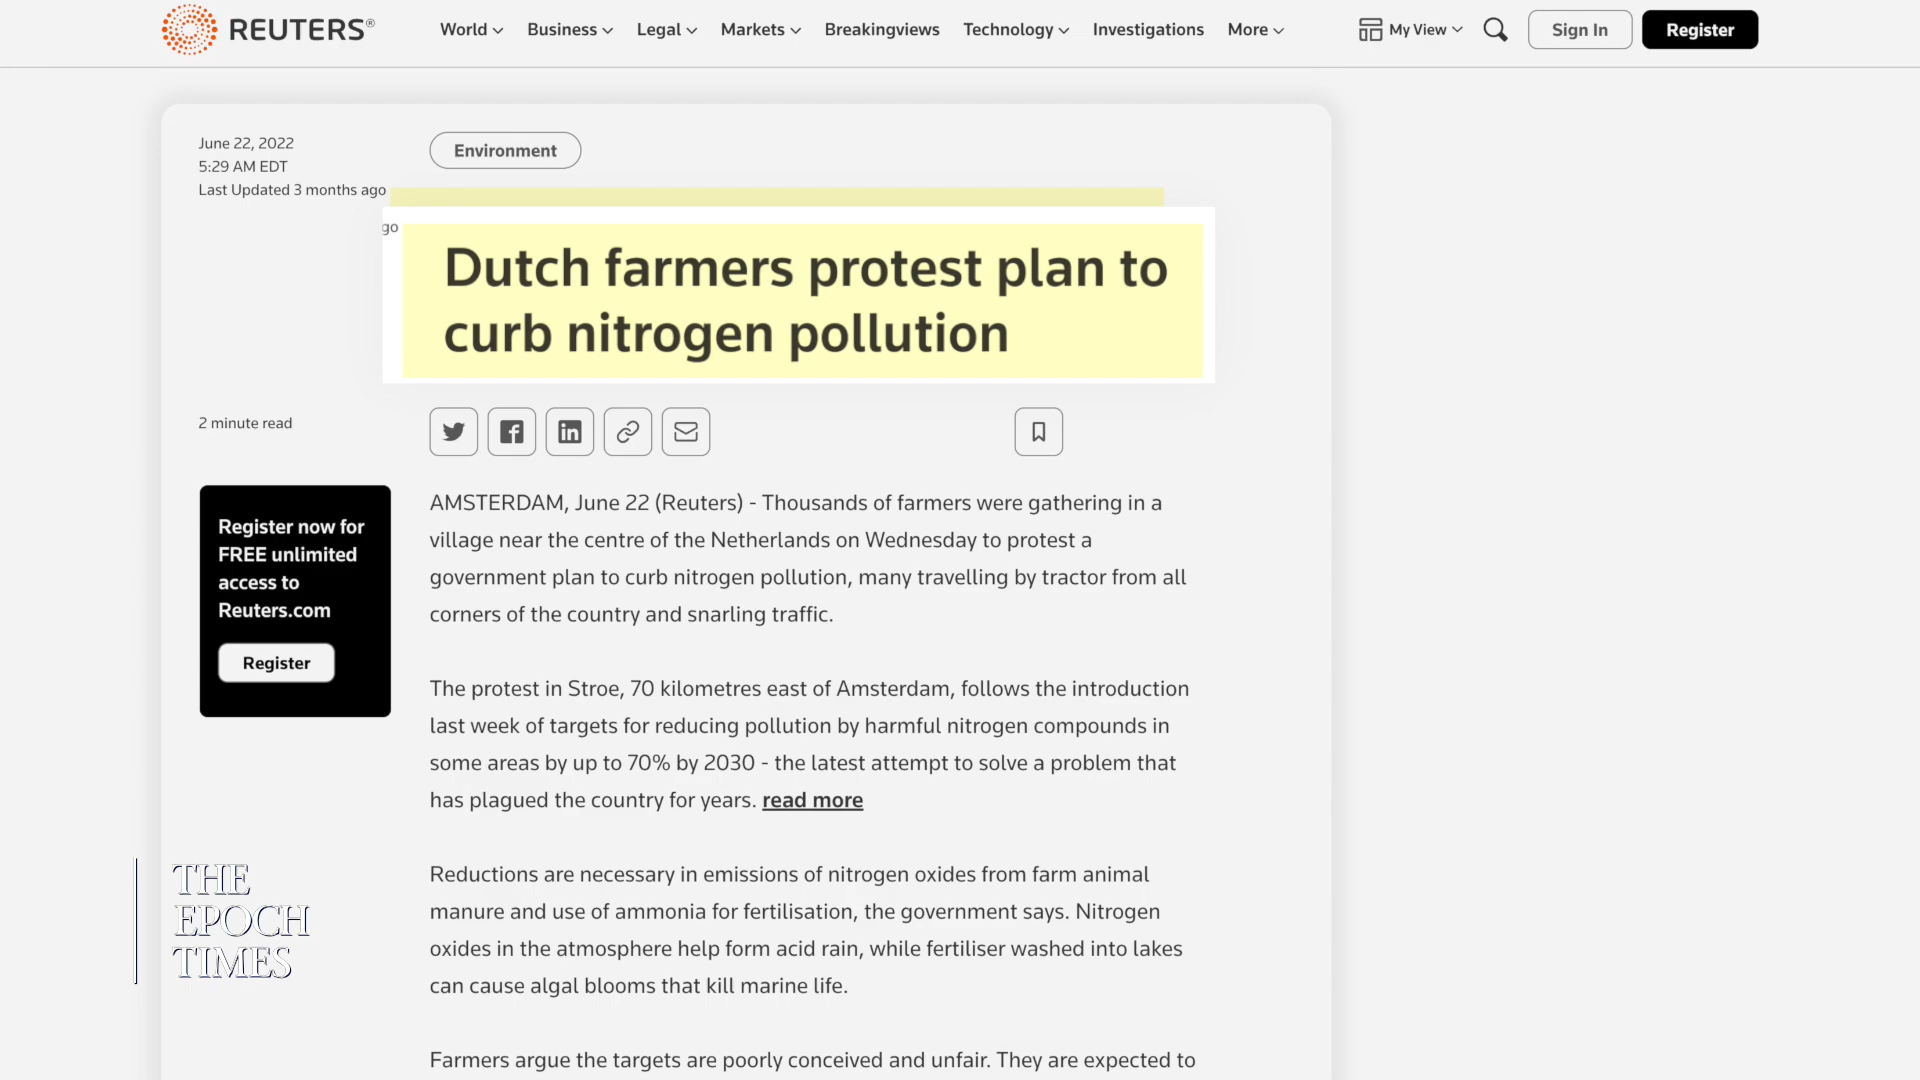 REUTERS®
World Business Legal Markets Breakingviews Technology Investigations More My View Sign In Register
June 22, 2022
5:29 AM EDT
Last Updated 3 months ago
Environment
go
Dutch farmers protest plan to
curb nitrogen pollution
2 minute read
Register now for
FREE unlimited
access to
Reuters.com
Register
AMSTERDAM, June 22 (Reuters) - Thousands of farmers were gathering in a
village near the centre of the Netherlands on Wednesday to protest a
government plan to curb nitrogen pollution, many travelling by tractor from all
corners of the country and snarling traffic.
The protest in Stroe, 70 kilometres east of Amsterdam, follows the introduction
last week of targets for reducing pollution by harmful nitrogen compounds in
some areas by up to 70% by 2030 - the latest attempt to solve a problem that
has plagued the country for years. read more
Reductions are necessary in emissions of nitrogen oxides from farm animal
manure and use of ammonia for fertilisation, the government says. Nitrogen
oxides in the atmosphere help form acid rain, while fertiliser washed into lakes
can cause algal blooms that kill marine life.
Farmers argue the targets are poorly conceived and unfair. They are expected to
THE
EPOCH
TIMES